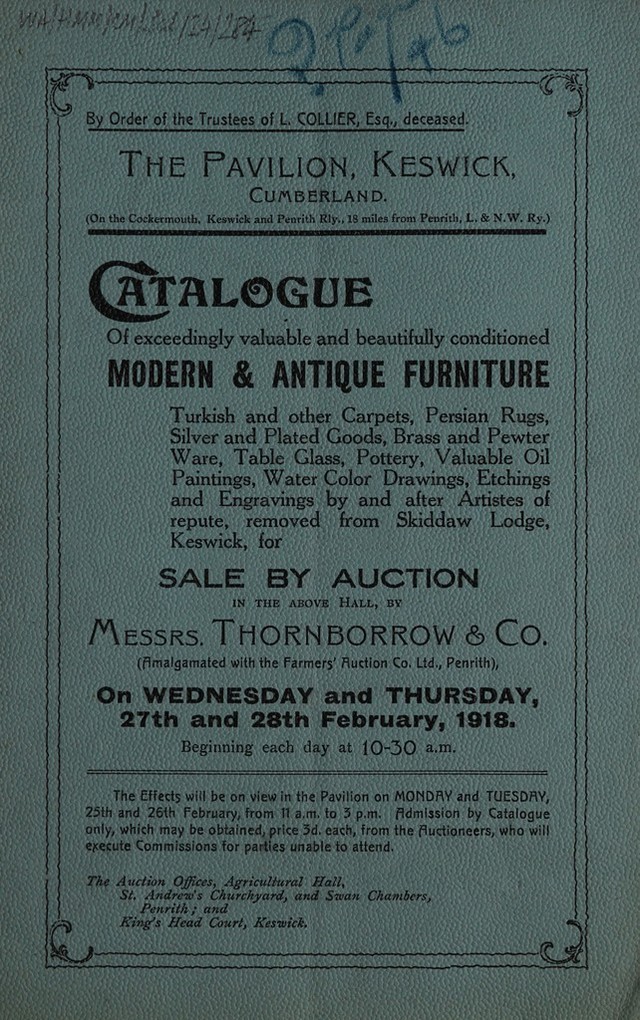 By Order of the Trustees of L. COLLIER, Esq., deceased.
THE PAVILION, KESWICK,
CUMBERLAND.
(On the Cockermouth, Keswick and Penrith Rly., 18 miles from Penrith, L. & N.W. Ry.)
CATALOGUE
Of exceedingly valuable and beautifully conditioned
MODERN & ANTIQUE FURNITURE
Turkish and other Carpets, Persian Rugs,
Silver and Plated Goods, Brass and Pewter
Ware, Table Glass, Pottery, Valuable Oil
Paintings, Water Color Drawings, Etchings
and Engravings by and after Artistes of
repute, removed from Skiddaw Lodge,
Keswick, for
SALE BY AUCTION
IN THE ABOVE HALL, BY
MESSRS. THORNBORROW & CO.
(Amalgamated with the Farmers' Auction Co. Ltd., Penrith),
On WEDNESDAY and THURSDAY,
27th and 28th February, 1918.
Beginning each day at 10-30 a.m.
The Effects will be on view in the Pavilion on MONDAY and TUESDAY,
25th and 26th February, from 11 a.m. to 3 p.m. Admission by Catalogue
only, which may be obtained, price 3d. each, from the Auctioneers, who will
execute Commissions for parties unable to attend.
The Auction Offices, Agricultural Hall,
St. Andrew's Churchyard, and Swan Chambers,
Penrith; and
King's Head Court, Keswick.